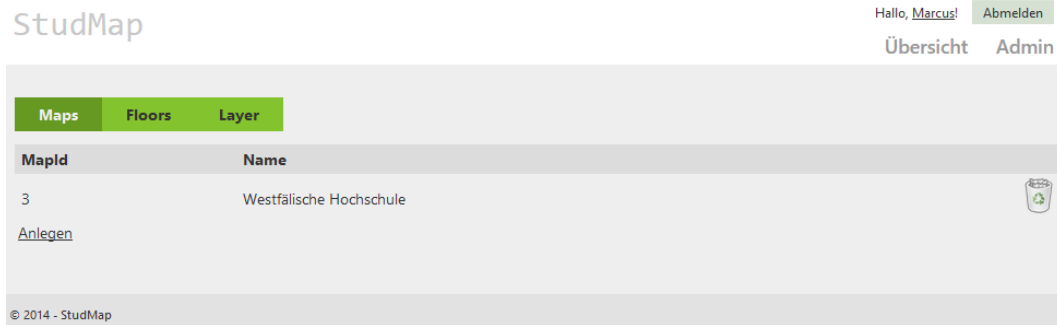 StudMap
Hallo, Marcus! Abmelden
Übersicht Admin
Maps Floors Layer
MapId Name
3 Westfälische Hochschule
Anlegen
© 2014 - StudMap